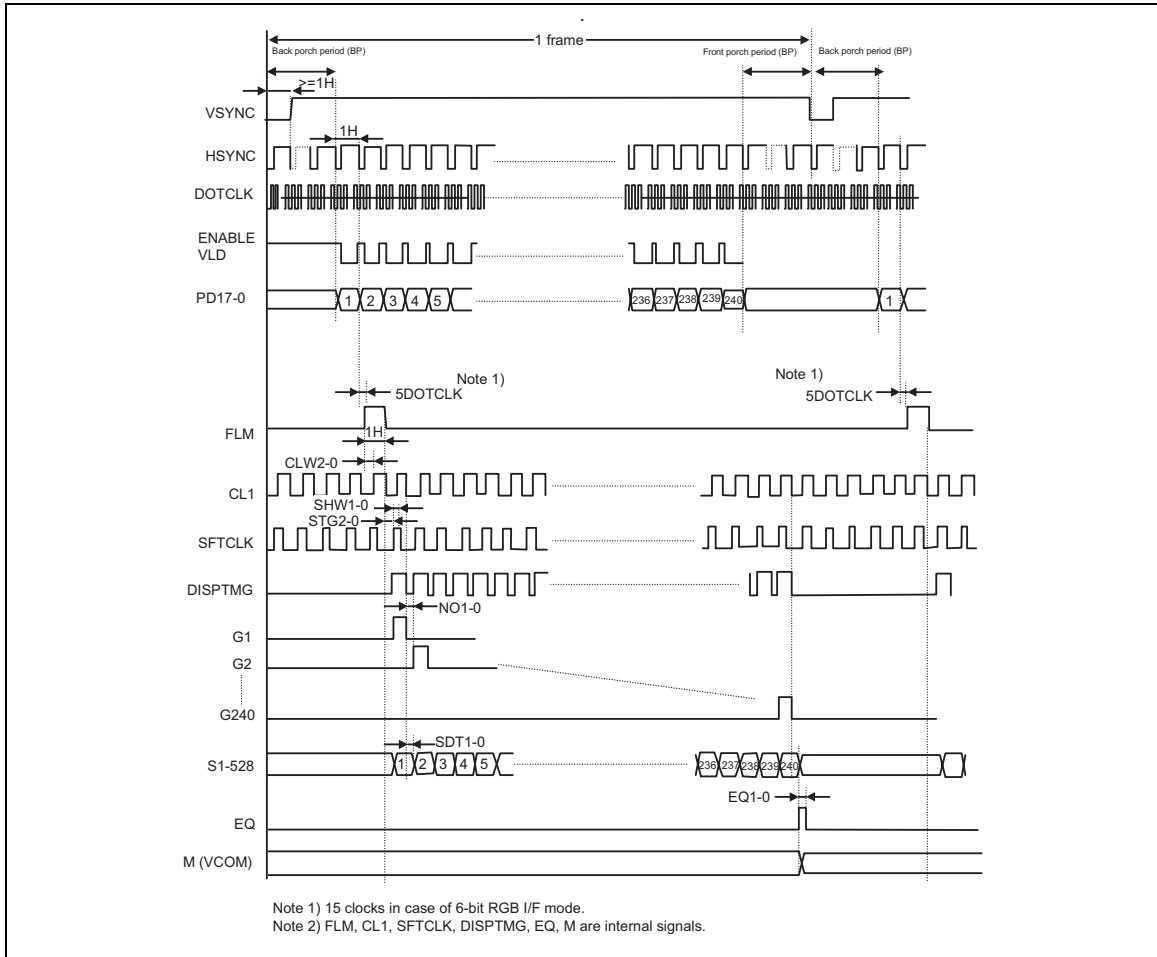 1 frame
Back porch period (BP)
Front porch period (BP)
Back porch period (BP)
>=1H
VSYNC
1H
HSYNC
DOTCLK
ENABLE
VLD
PD17-0
1 2 3 4 5
236 237 238 239 240
1
Note 1)
Note 1)
5DOTCLK
5DOTCLK
FLM
1H
CLW2-0
CL1
SHW1-0
STG2-0
SFTCLK
DISPTMG
NO1-0
G1
G2
G240
SDT1-0
S1-528
1 2 3 4 5
236 237 238 239 240
EQ1-0
EQ
M (VCOM)
Note 1) 15 clocks in case of 6-bit RGB I/F mode.
Note 2) FLM, CL1, SFTCLK, DISPTMG, EQ, M are internal signals.